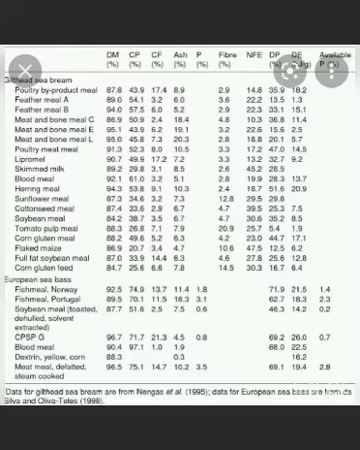 DM CP CF Ash P Fibre NFE DP DE Available
(%) (%) (%) (%) (%) (%) (%) (%)
Gilthead sea bream
Poultry by-product meal 87.8 43.9 17.4 8.9 2.9 14.8 35.9 18.2
Feather meal A 89.0 54.1 3.2 6.0 3.6 22.2 13.5 1.3
Feather meal B 94.0 57.5 6.0 5.2 2.9 22.3 33.1 15.1
Meat and bone meal C 86.9 50.9 2.4 18.4 4.8 10.3 36.8 11.4
Meat and bone meal E 95.1 43.9 6.2 19.1 3.2 22.6 15.6 2.5
Meat and bone meal L 95.0 45.8 7.3 20.3 2.8 18.8 20.1 5.7
Poultry meat meal 91.3 52.3 8.0 10.5 3.3 17.2 47.0 14.5
Lipromel 90.7 49.9 17.2 7.2 3.3 13.2 32.7 9.2
Skimmed milk 89.2 29.8 3.1 8.5 2.6 45.2 28.5
Blood meal 92.1 61.0 3.2 5.1 2.8 19.9 28.3 13.7
Herring meal 94.3 53.8 9.1 10.3 2.4 18.7 51.6 20.9
Sunflower meal 87.3 34.6 3.2 7.3 12.8 29.5 29.8
Cottonseed meal 87.4 33.6 2.9 6.7 4.7 39.5 25.3 7.5
Soybean meal 84.2 38.7 3.5 6.7 4.7 30.6 35.2 8.5
Tomato pulp meal 88.3 26.8 7.1 7.9 20.9 25.7 5.4 1.9
Corn gluten meal 88.2 49.6 5.2 6.3 4.2 23.0 44.7 17.1
Flaked maize 86.9 20.7 3.4 4.7 10.6 47.5 12.5 6.2
Full fat soybean meal 87.0 33.9 14.4 6.3 4.6 27.8 25.6 12.8
Corn gluten feed 84.7 25.6 6.6 7.8 14.5 30.3 16.7 6.4
European sea bass
Fishmeal, Norway 92.5 74.9 13.7 11.4 1.8 71.9 21.5 1.4
Fishmeal, Portugal 89.5 70.1 11.5 18.3 3.1 62.7 18.3 2.3
Soybean meal (toasted, 87.7 51.6 2.5 7.5 0.6 46.3 14.2 0.2
dehulled, solvent
extracted)
CPSP G 96.7 71.7 21.3 4.5 0.8 69.2 26.0 0.7
Blood meal 90.4 97.1 1.0 1.9 88.0 22.5
Dextrin, yellow, corn 88.3 0.3 16.2
Meat meal, defatted, 96.5 75.1 14.7 10.2 3.5 69.1 19.4 2.8
steam cooked
Data for gilthead sea bream are from Nengas et al. (1995); data for European sea bass are from da
Silva and Oliva-Teles (1998).